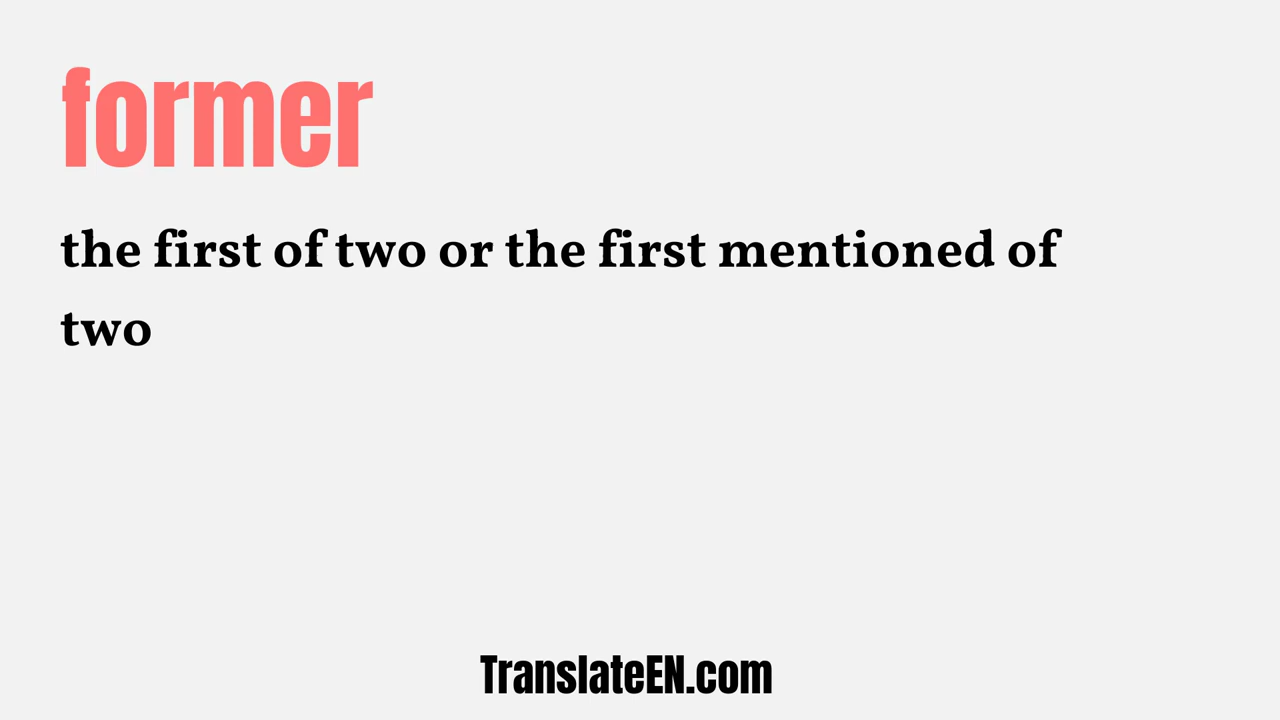 former
the first of two or the first mentioned of
two
TranslateEN.com